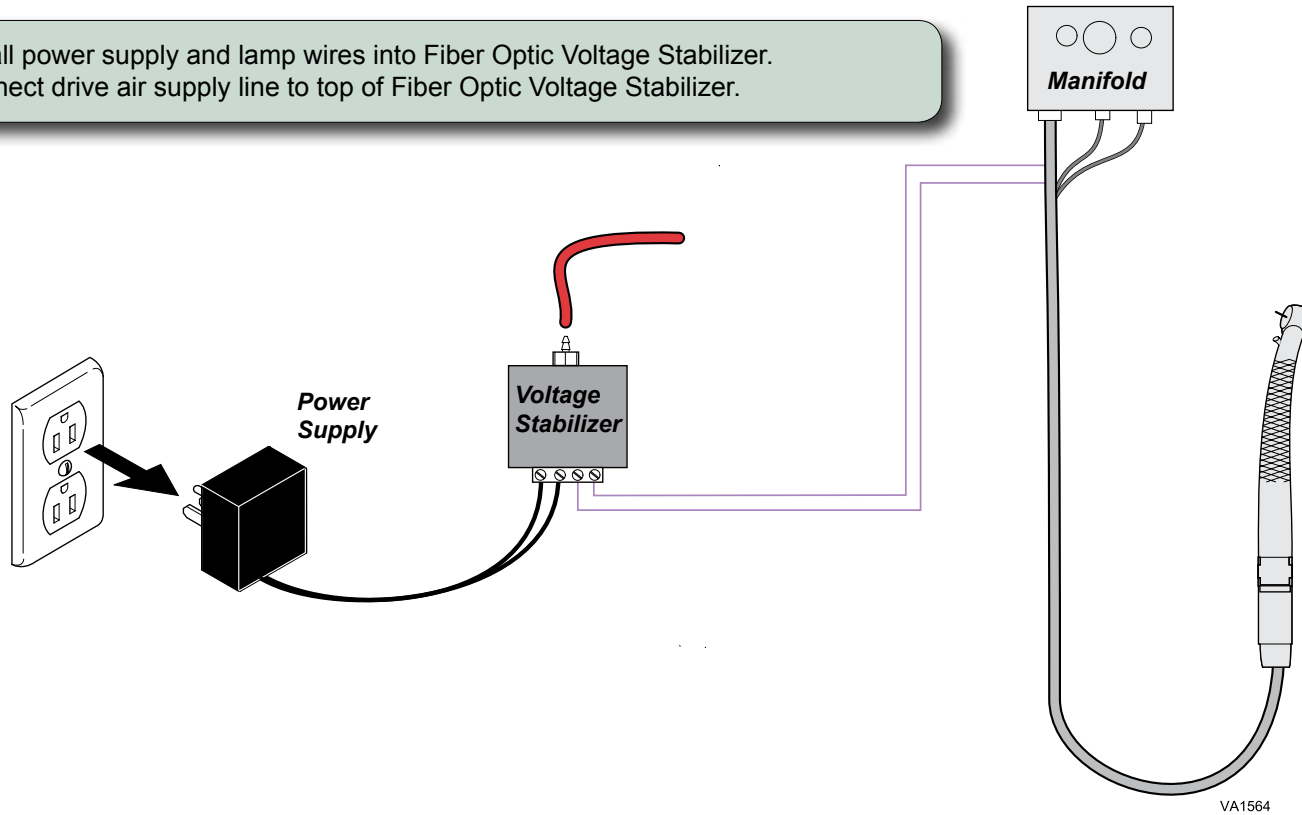 all power supply and lamp wires into Fiber Optic Voltage Stabilizer.
nect drive air supply line to top of Fiber Optic Voltage Stabilizer.
Manifold
Voltage
Stabilizer
Power
Supply
VA1564